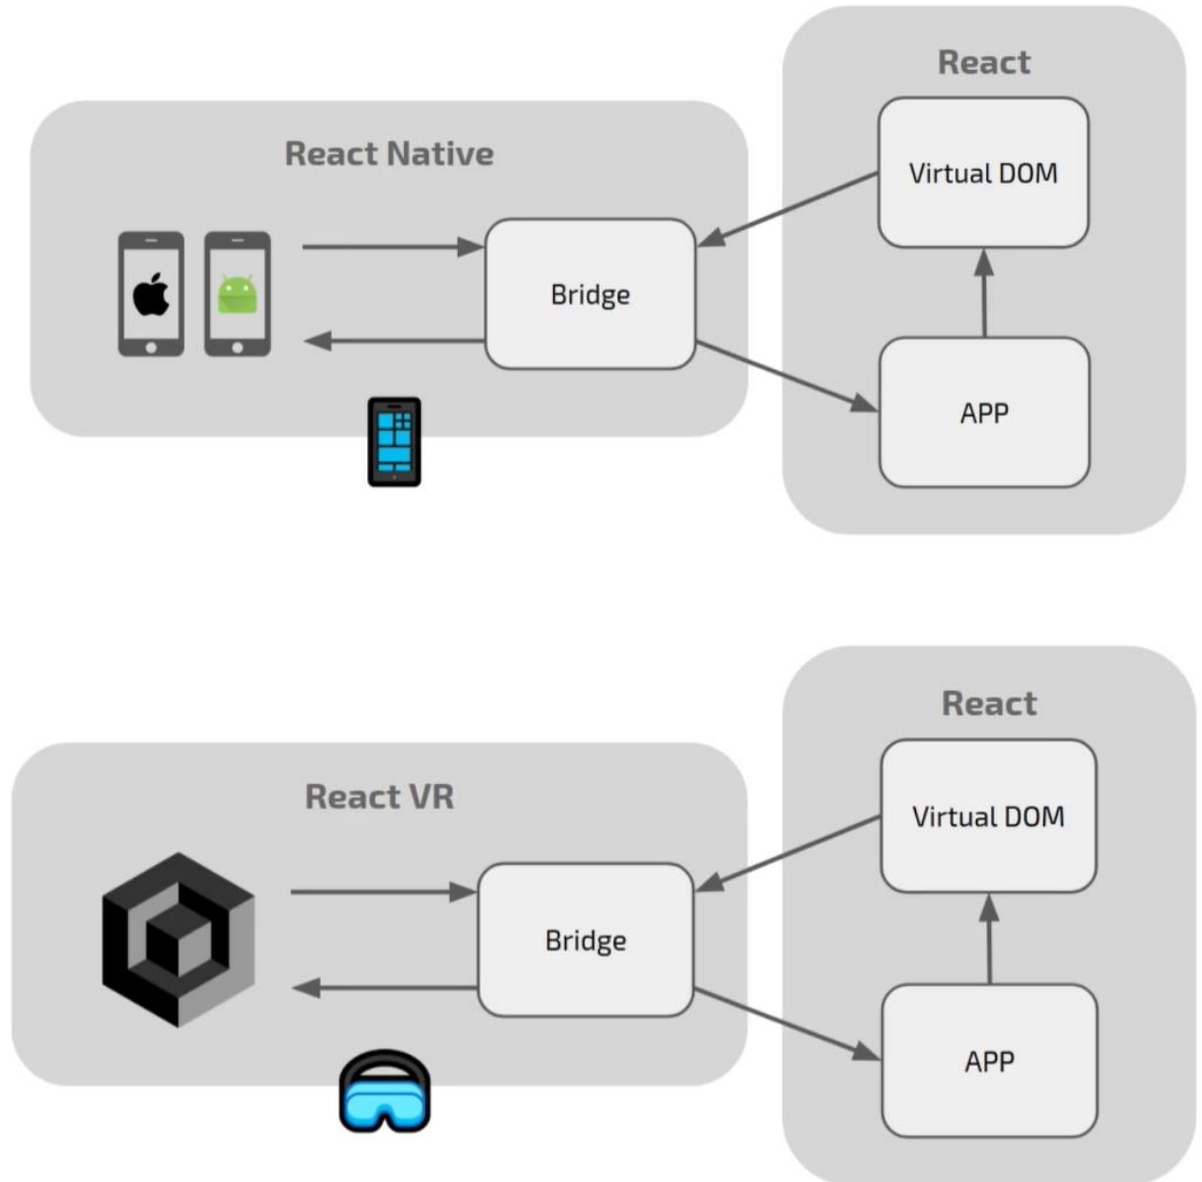 React
React Native
Virtual DOM
Bridge
APP
React
React VR
Virtual DOM
Bridge
APP